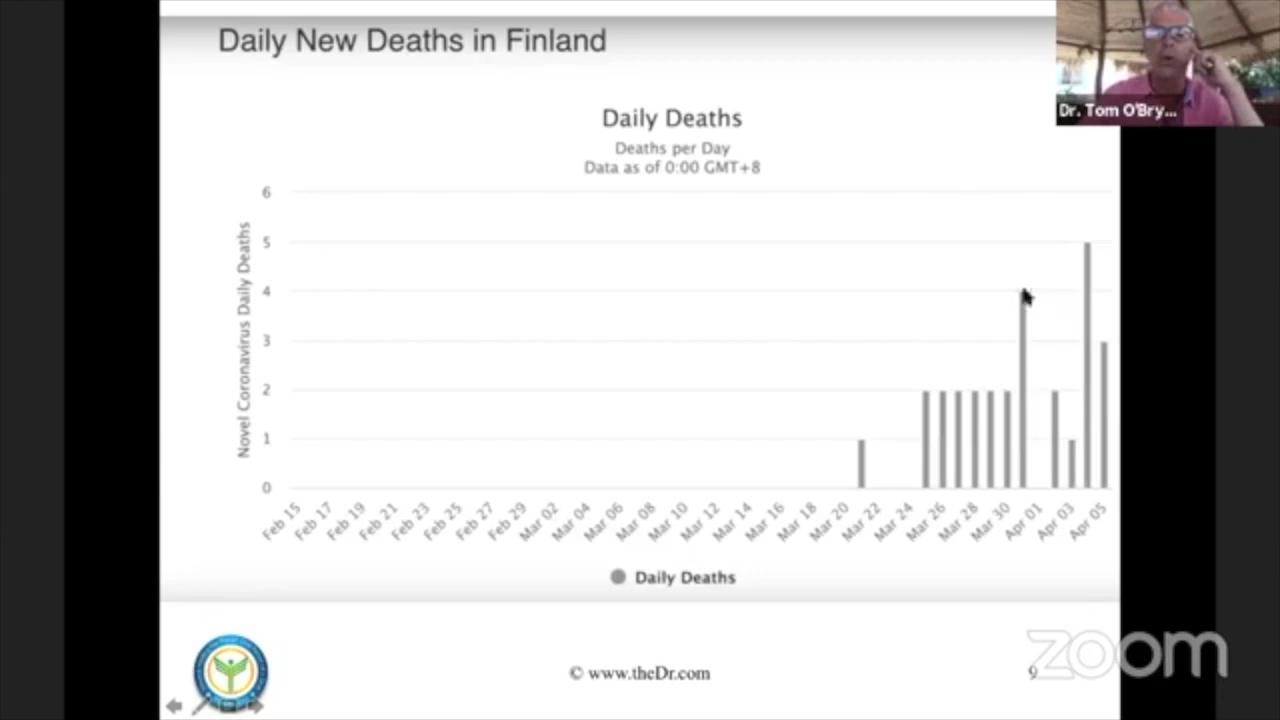 Daily New Deaths in Finland
Dr. Tom O'Bry...
Daily Deaths
Deaths per Day
Data as of 0:00 GMT+8
Novel Coronavirus Daily Deaths
6
5
4
3
2
1
0
Feb 15
Feb 17
Feb 19
Feb 21
Feb 23
Feb 25
Feb 27
Feb 29
Mar 02
Mar 04
Mar 06
Mar 08
Mar 10
Mar 12
Mar 14
Mar 16
Mar 18
Mar 20
Mar 22
Mar 24
Mar 26
Mar 28
Mar 30
Apr 01
Apr 03
Apr 05
Daily Deaths
© www.theDr.com
9
zoom